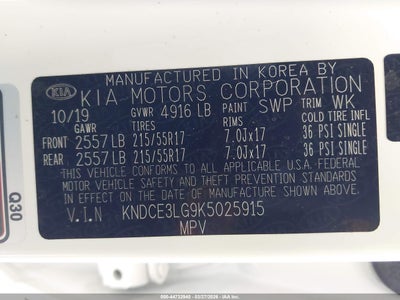 MANUFACTURED IN KOREA BY
KIA KIA MOTORS CORPORATION
10/19 GVWR 4916 LB PAINT SWP TRIM WK
GAWR TIRES RIMS COLD TIRE INFL
FRONT 2557 LB 215/55R17 7.0Jx17 36 PSI SINGLE
REAR 2557 LB 215/55R17 7.0Jx17 36 PSI SINGLE
THIS VEHICLE CONFORMS TO ALL APPLICABLE U.S.A. FEDERAL
MOTOR VEHICLE SAFETY AND THEFT PREVENTION STANDARDS
IN EFFECT ON THE DATE OF MANUFACTURE SHOWN ABOVE.
V.I.N KNDCE3LG9K5025915
MPV
Q30